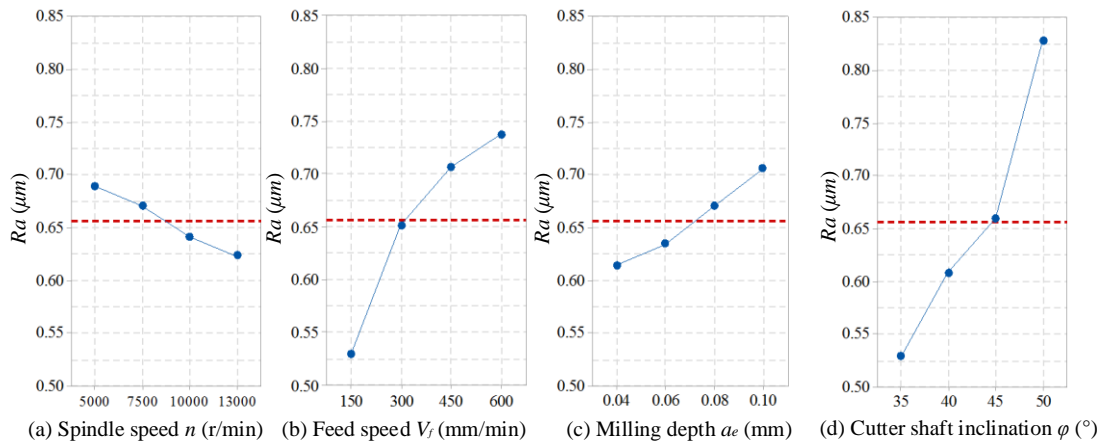 0.85
0.80
0.75
0.70
0.65
0.60
0.55
0.50
Ra (μm)
5000 7500 10000 13000
(a) Spindle speed n (r/min)
0.85
0.80
0.75
0.70
0.65
0.60
0.55
0.50
Ra (μm)
150 300 450 600
(b) Feed speed Vf (mm/min)
0.85
0.80
0.75
0.70
0.65
0.60
0.55
0.50
Ra (μm)
0.04 0.06 0.08 0.10
(c) Milling depth ae (mm)
0.85
0.80
0.75
0.70
0.65
0.60
0.55
0.50
Ra (μm)
35 40 45 50
(d) Cutter shaft inclination φ (°)